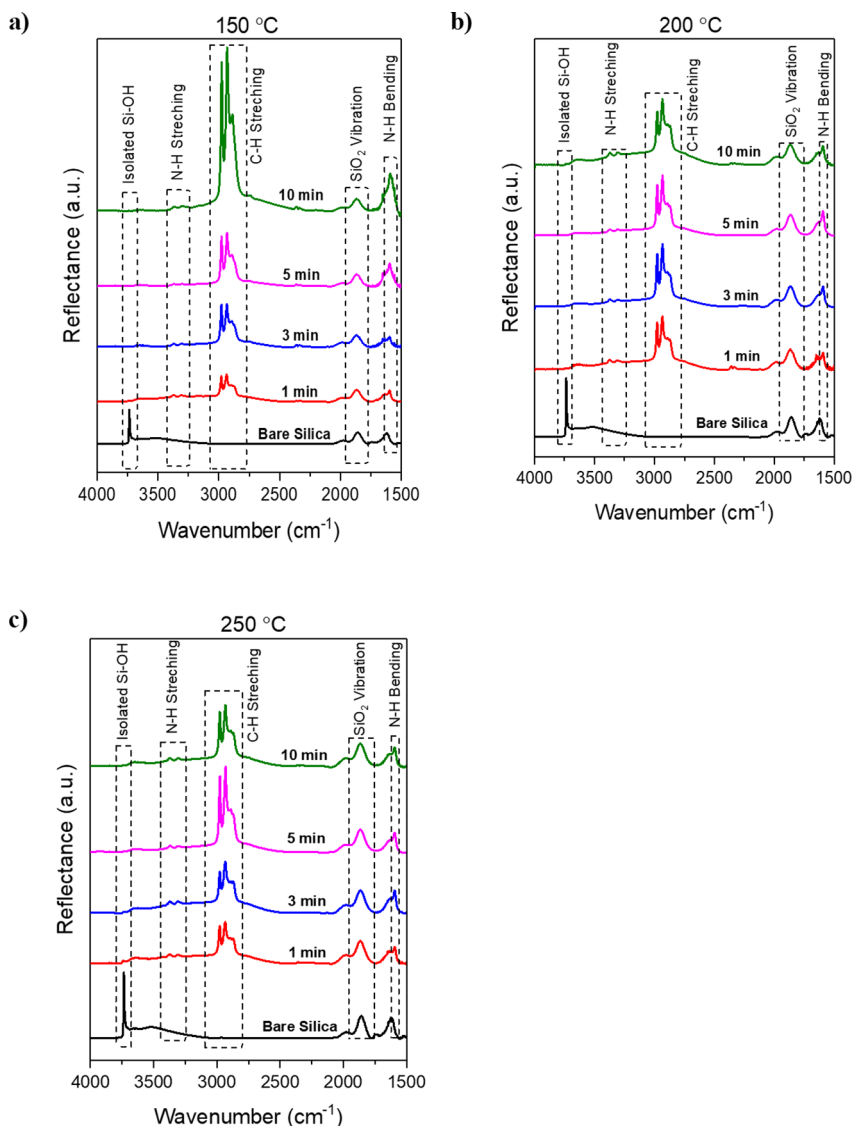 a)
150 °C
Isolated Si-OH
N-H Streching
C-H Streching
SiO2 Vibration
N-H Bending
10 min
5 min
3 min
1 min
Bare Silica
Reflectance (a.u.)
4000 3500 3000 2500 2000 1500
Wavenumber (cm-1)
b)
200 °C
Isolated Si-OH
N-H Streching
C-H Streching
SiO2 Vibration
N-H Bending
10 min
5 min
3 min
1 min
Bare Silica
Reflectance (a.u.)
4000 3500 3000 2500 2000 1500
Wavenumber (cm-1)
c)
250 °C
Isolated Si-OH
N-H Streching
C-H Streching
SiO2 Vibration
N-H Bending
10 min
5 min
3 min
1 min
Bare Silica
Reflectance (a.u.)
4000 3500 3000 2500 2000 1500
Wavenumber (cm-1)